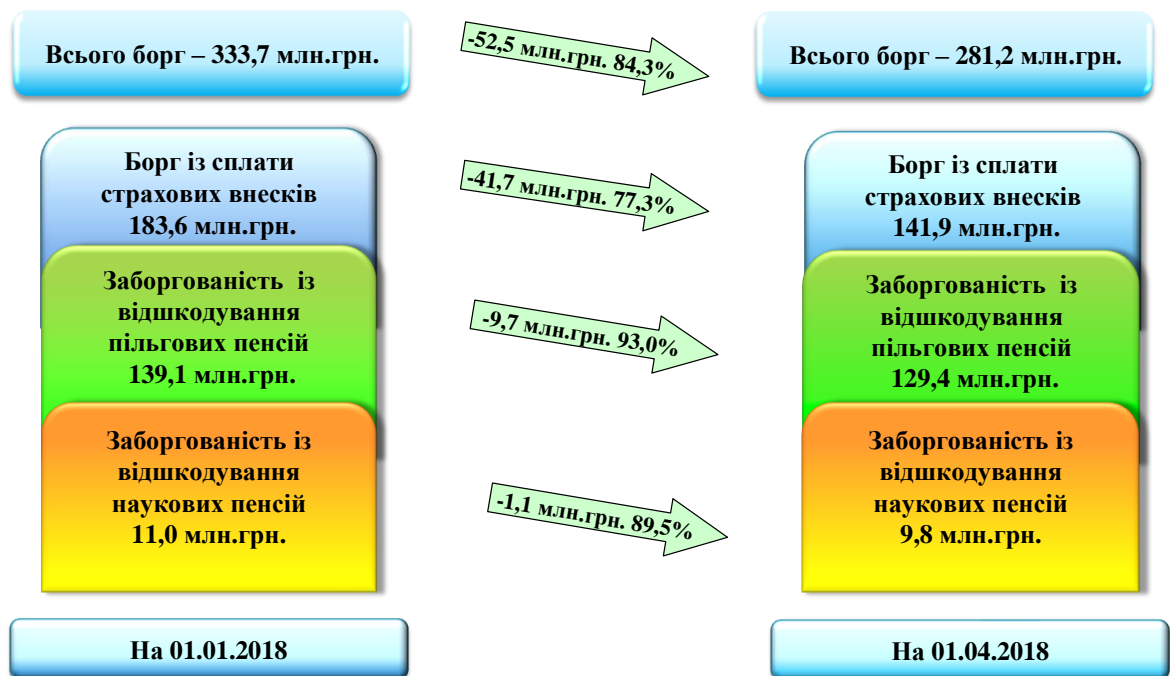 Всього борг – 333,7 млн.грн.
-52,5 млн.грн. 84,3%
Всього борг – 281,2 млн.грн.
Борг із сплати
страхових внесків
183,6 млн.грн.
-41,7 млн.грн. 77,3%
Борг із сплати
страхових внесків
141,9 млн.грн.
Заборгованість із
відшкодування
пільгових пенсій
139,1 млн.грн.
-9,7 млн.грн. 93,0%
Заборгованість із
відшкодування
пільгових пенсій
129,4 млн.грн.
Заборгованість із
відшкодування
наукових пенсій
11,0 млн.грн.
-1,1 млн.грн. 89,5%
Заборгованість із
відшкодування
наукових пенсій
9,8 млн.грн.
На 01.01.2018
На 01.04.2018